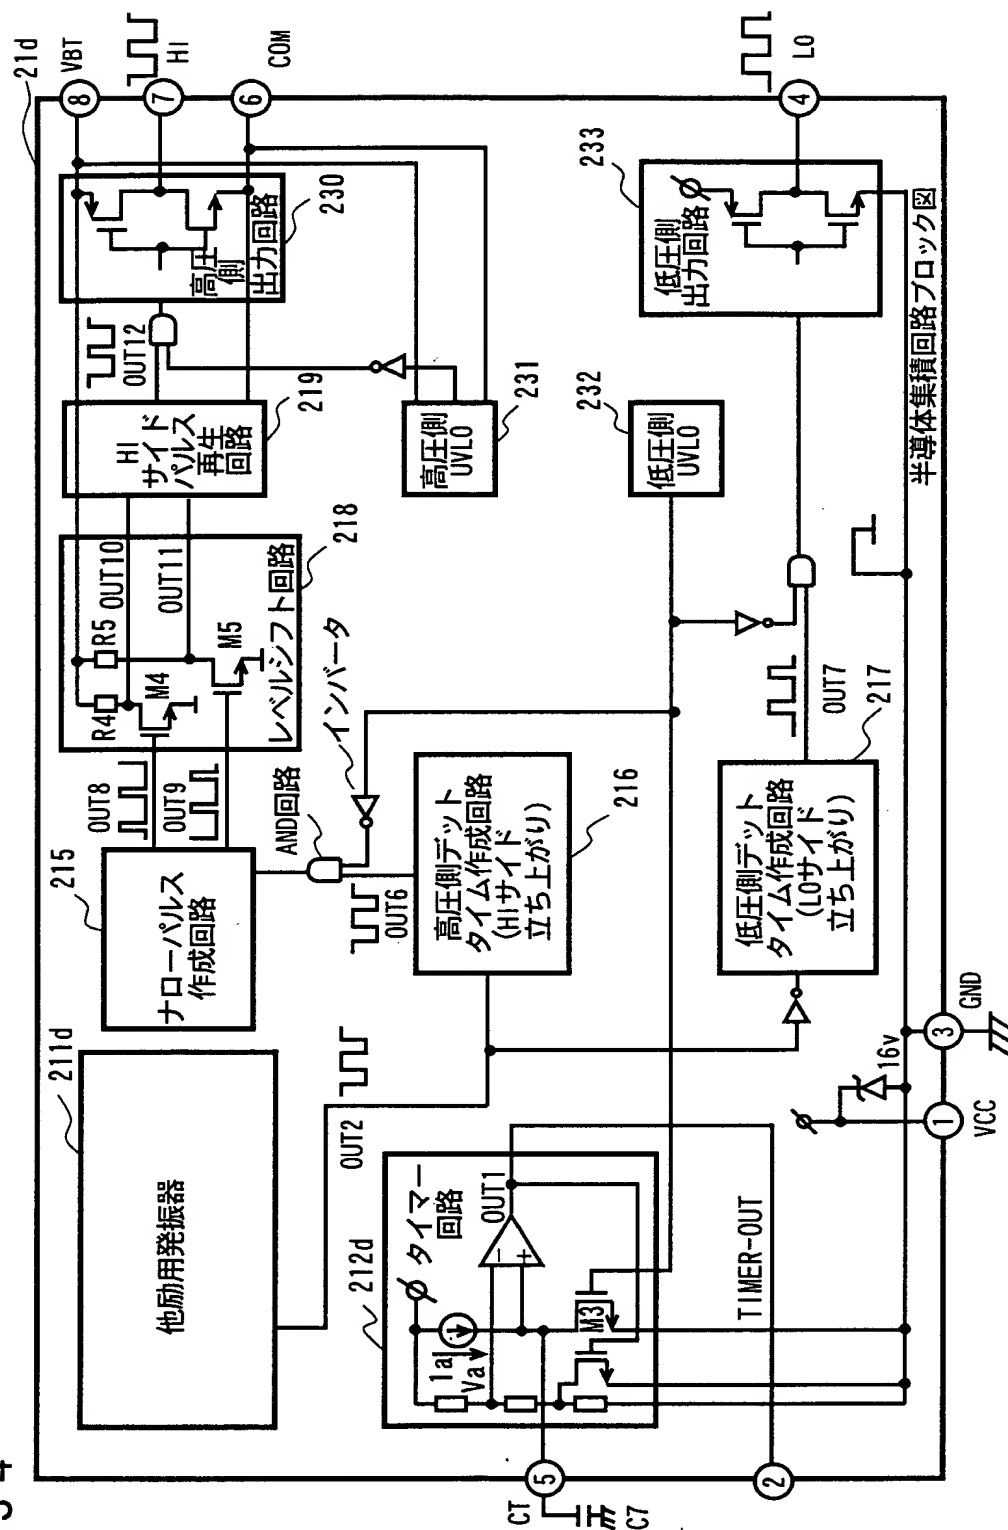 21d
211d
他励用発振器
215
ナローパルス
作成回路
OUT8
OUT9
R4
R5
OUT10
OUT11
M4
M5
レベルシフト回路
218
HI
サイド
パルス
再生
回路
219
OUT12
高圧
側
出力回路
230
8
VBT
7
HI
6
COM
OUT2
OUT6
AND回路
インバータ
高圧側デット
タイム作成回路
(HIサイド
立ち上がり)
216
高圧側
UVLO
231
低圧側
UVLO
232
低圧側
出力回路
233
4
LO
212d
タイマー
回路
Ia
Va
OUT1
−
+
M3
低圧側デット
タイム作成回路
(LOサイド
立ち上がり)
217
OUT7
5
CT
C7
2
TIMER-OUT
16v
1
VCC
3
GND
半導体集積回路ブロック図